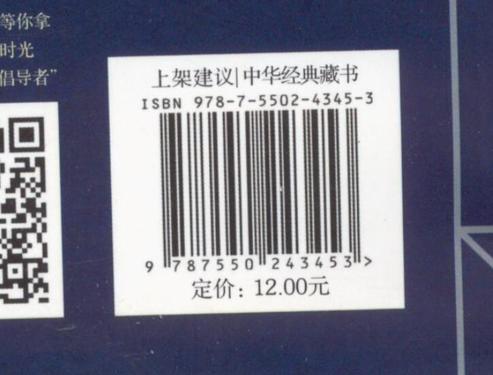 等你拿
时光
倡导者”
上架建议|中华经典藏书
ISBN 978-7-5502-4345-3
9 787550 243453 >
定价：12.00元